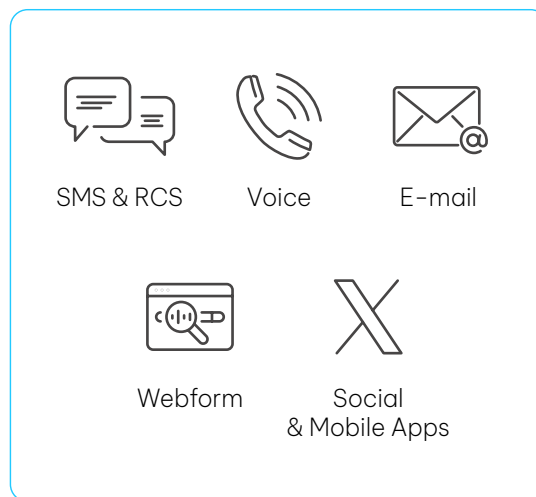 SMS & RCS
Voice
E-mail
Webform
Social
& Mobile Apps